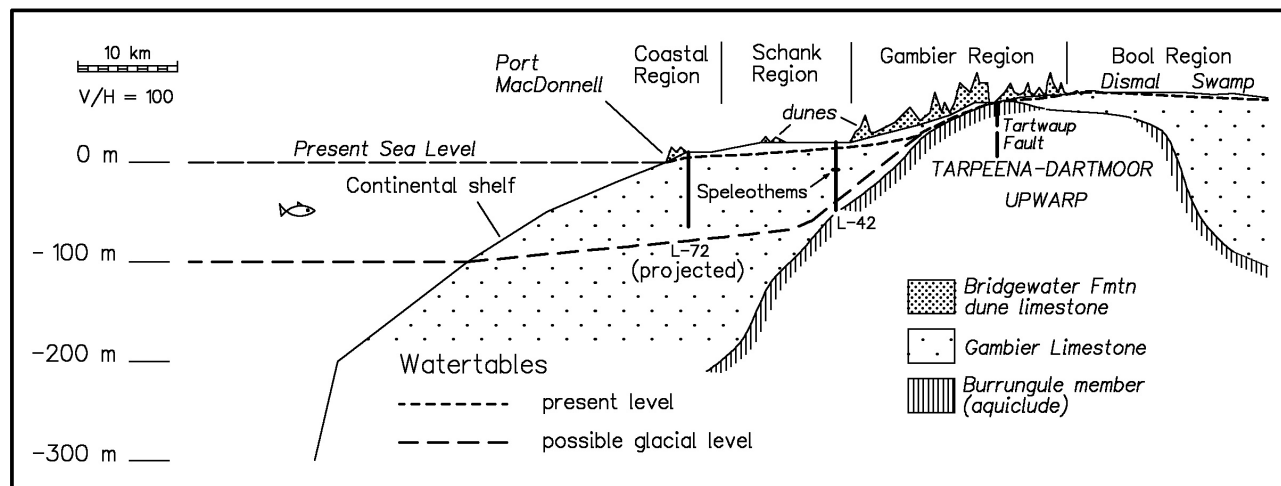 10 km
V/H = 100
Port
MacDonnell
Coastal
Region
Schank
Region
Gambier Region
Bool Region
Dismal Swamp
dunes
0 m
Present Sea Level
Continental shelf
Tartwaup
Fault
TARPEENA-DARTMOOR
UPWARP
Speleothems
L-42
L-72
(projected)
- 100 m
-200 m
-300 m
Watertables
present level
possible glacial level
Bridgewater Fmtn
dune limestone
Gambier Limestone
Burrungule member
(aquiclude)